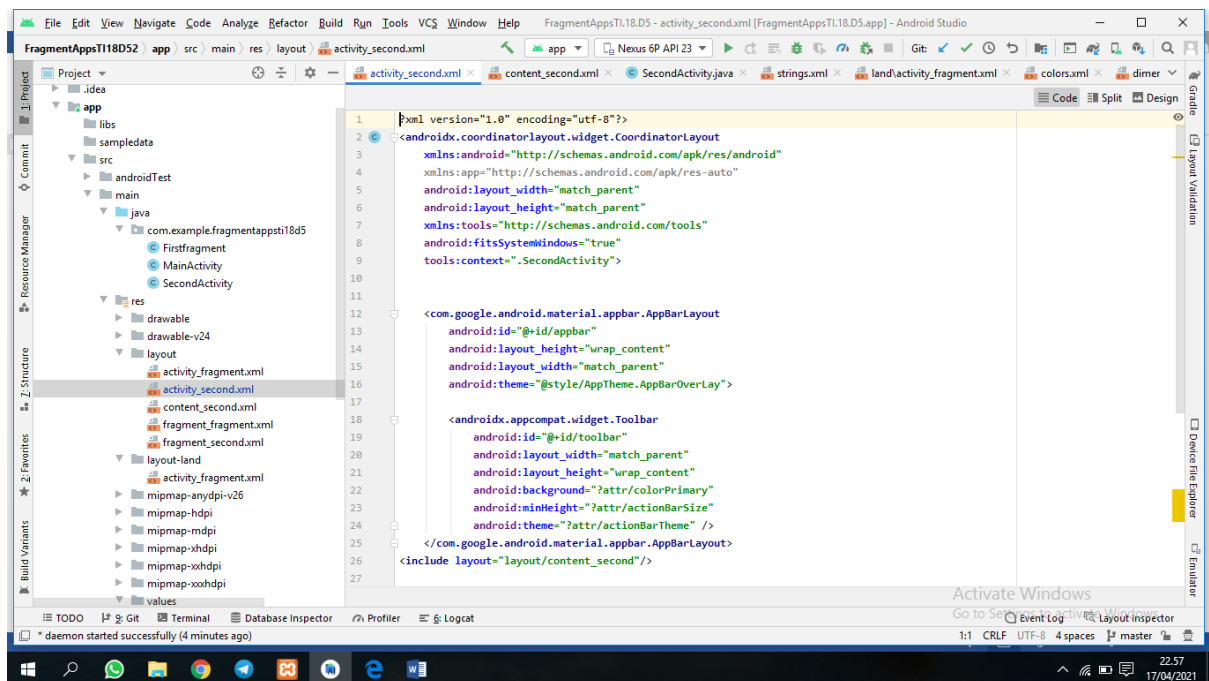 File Edit View Navigate Code Analyze Refactor Build Run Tools VCS Window Help FragmentAppsTI.18.D5 - activity_second.xml [FragmentAppsTI.18.D5.app] - Android Studio
FragmentAppsTI18D52 app src main res layout activity_second.xml app Nexus 6P API 23 Git:
Project activity_second.xml content_second.xml SecondActivity.java strings.xml land\activity_fragment.xml colors.xml dimer
Code Split Design
1: Project
Commit
Resource Manager
Z: Structure
2: Favorites
Build Variants
.idea
app
libs
sampledata
src
androidTest
main
java
com.example.fragmentappsti18d5
Firstfragment
MainActivity
SecondActivity
res
drawable
drawable-v24
layout
activity_fragment.xml
activity_second.xml
content_second.xml
fragment_fragment.xml
fragment_second.xml
layout-land
activity_fragment.xml
mipmap-anydpi-v26
mipmap-hdpi
mipmap-mdpi
mipmap-xhdpi
mipmap-xxhdpi
mipmap-xxxhdpi
values
1 ?xml version="1.0" encoding="utf-8"?>
2 <androidx.coordinatorlayout.widget.CoordinatorLayout
3 xmlns:android="http://schemas.android.com/apk/res/android"
4 xmlns:app="http://schemas.android.com/apk/res-auto"
5 android:layout_width="match_parent"
6 android:layout_height="match_parent"
7 xmlns:tools="http://schemas.android.com/tools"
8 android:fitsSystemWindows="true"
9 tools:context=".SecondActivity">
10
11
12 <com.google.android.material.appbar.AppBarLayout
13 android:id="@+id/appbar"
14 android:layout_height="wrap_content"
15 android:layout_width="match_parent"
16 android:theme="@style/AppTheme.AppBarOverLay">
17
18 <androidx.appcompat.widget.Toolbar
19 android:id="@+id/toolbar"
20 android:layout_width="match_parent"
21 android:layout_height="wrap_content"
22 android:background="?attr/colorPrimary"
23 android:minHeight="?attr/actionBarSize"
24 android:theme="?attr/actionBarTheme" />
25 </com.google.android.material.appbar.AppBarLayout>
26 <include layout="layout/content_second"/>
27
Gradle
Layout Validation
Device File Explorer
Emulator
Activate Windows
Go to Settings to activate Windows.
TODO 9: Git Terminal Database Inspector Profiler 6: Logcat Event Log Layout Inspector
* daemon started successfully (4 minutes ago) 1:1 CRLF UTF-8 4 spaces master
22.57
17/04/2021